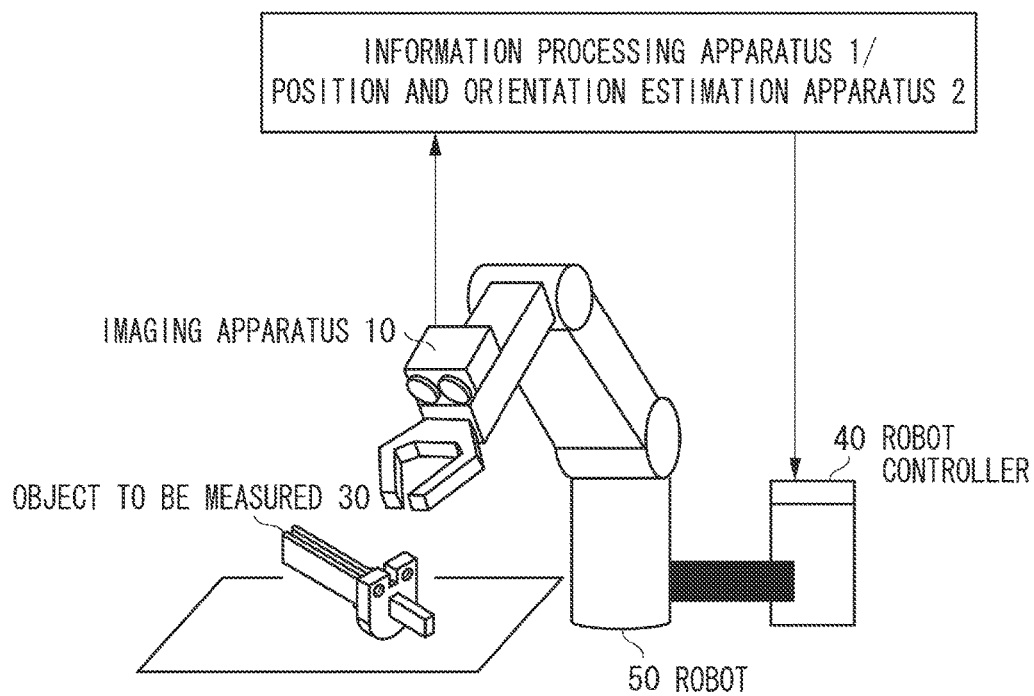 INFORMATION PROCESSING APPARATUS 1/
POSITION AND ORIENTATION ESTIMATION APPARATUS 2
IMAGING APPARATUS 10
40 ROBOT
CONTROLLER
OBJECT TO BE MEASURED 30
50 ROBOT